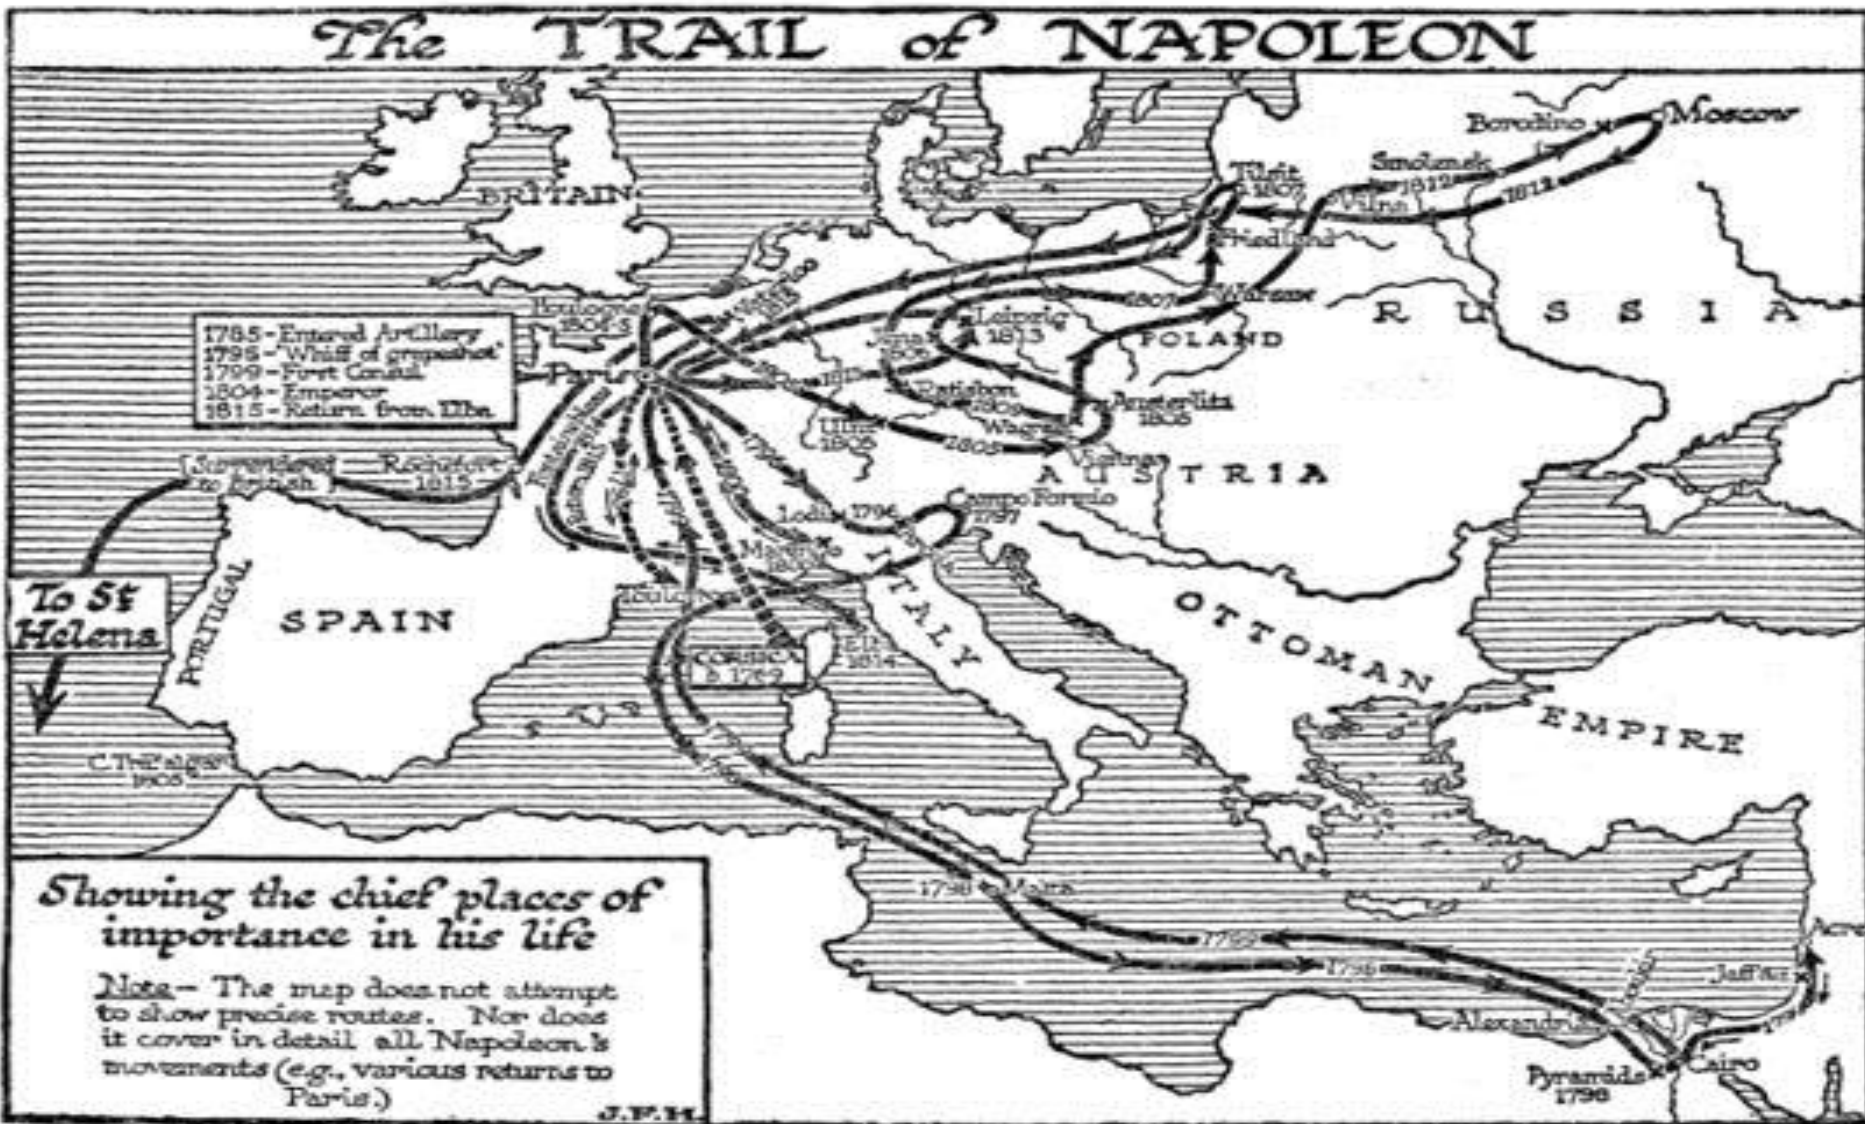 The TRAIL of NAPOLEON
Moscow
Borodino
Smolensk
1812
1812
Vilna
Tilsit
1807
Friedland
BRITAIN
RUSSIA
Boulogne
1804-5
Warsaw
1807
POLAND
Leipzig
1813
Jena
1806
1785-Entered Artillery
1795-"Whiff of grapeshot"
1799-First Consul
1804-Emperor
1815-Return from Elba
Paris
Ratisbon
1809
Austerlitz
1805
Ulm
1805
Wagram
1805
Vienna
AUSTRIA
Surrendered
to British
Rochefort
1815
Campo Formio
1797
Lodi
1796
Toulon
ITALY
To St
Helena
PORTUGAL
SPAIN
CORSICA
b 1769
1814
OTTOMAN
EMPIRE
C. Trafalgar
1805
1798
Malta
1799
1798
Acre
Jaffa
Alexandria
Cairo
Pyramids
1798
Showing the chief places of
importance in his life
Note- The map does not attempt
to show precise routes. Nor does
it cover in detail all Napoleon's
movements (e.g., various returns to
Paris.)
J.F.H.